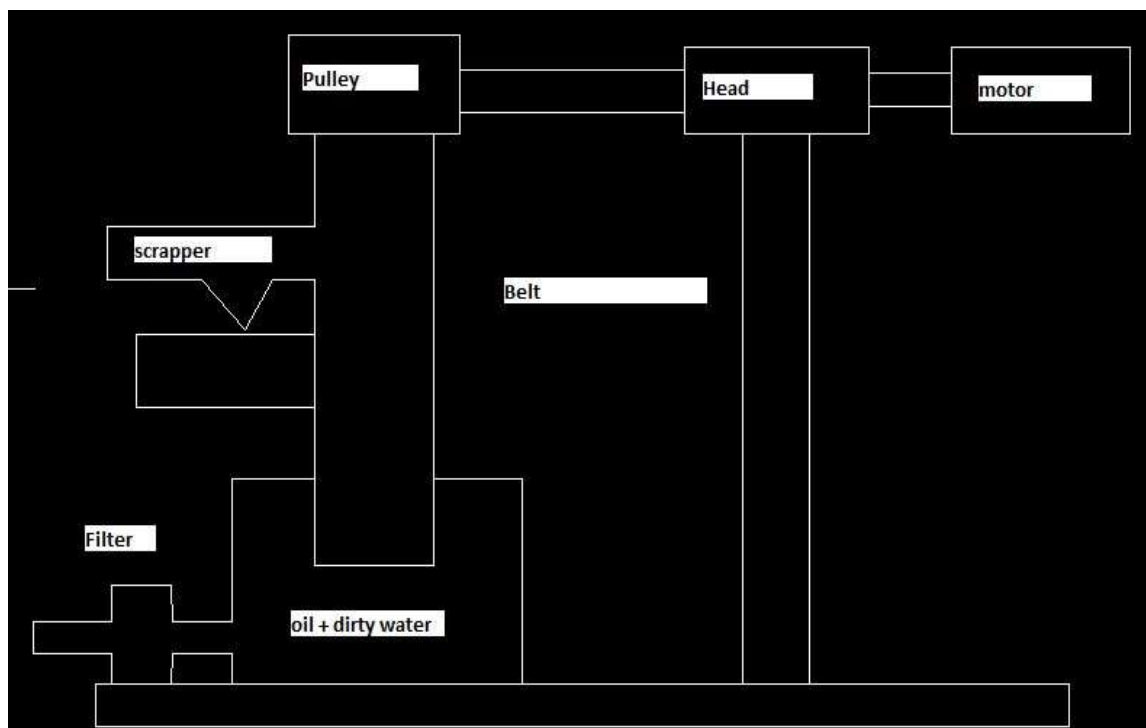 Pulley
Head
motor
scrapper
Belt
Filter
oil + dirty water